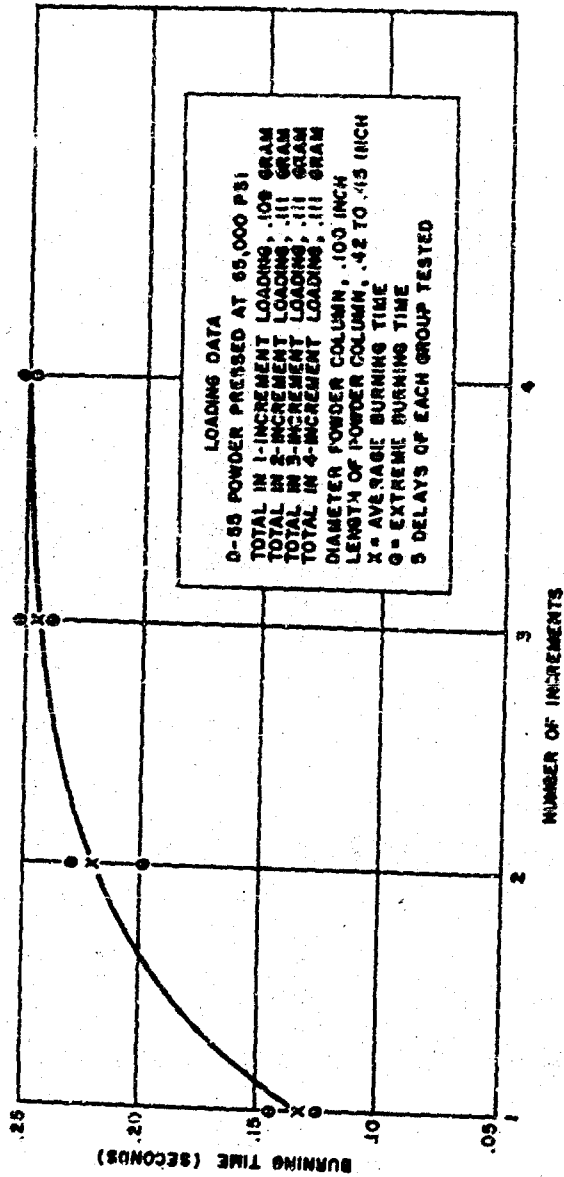 .25
.20
.15
.10
.05
BURNING TIME (SECONDS)
1
2
3
4
NUMBER OF INCREMENTS
LOADING DATA
D-65 POWDER PRESSED AT 65,000 PSI
TOTAL IN 1-INCREMENT LOADING, .109 GRAM
TOTAL IN 2-INCREMENT LOADING, .111 GRAM
TOTAL IN 3-INCREMENT LOADING, .111 GRAM
TOTAL IN 4-INCREMENT LOADING, .111 GRAM
DIAMETER POWDER COLUMN, .100 INCH
LENGTH OF POWDER COLUMN, .42 TO .45 INCH
X = AVERAGE BURNING TIME
O = EXTREME BURNING TIME
5 DELAYS OF EACH GROUP TESTED